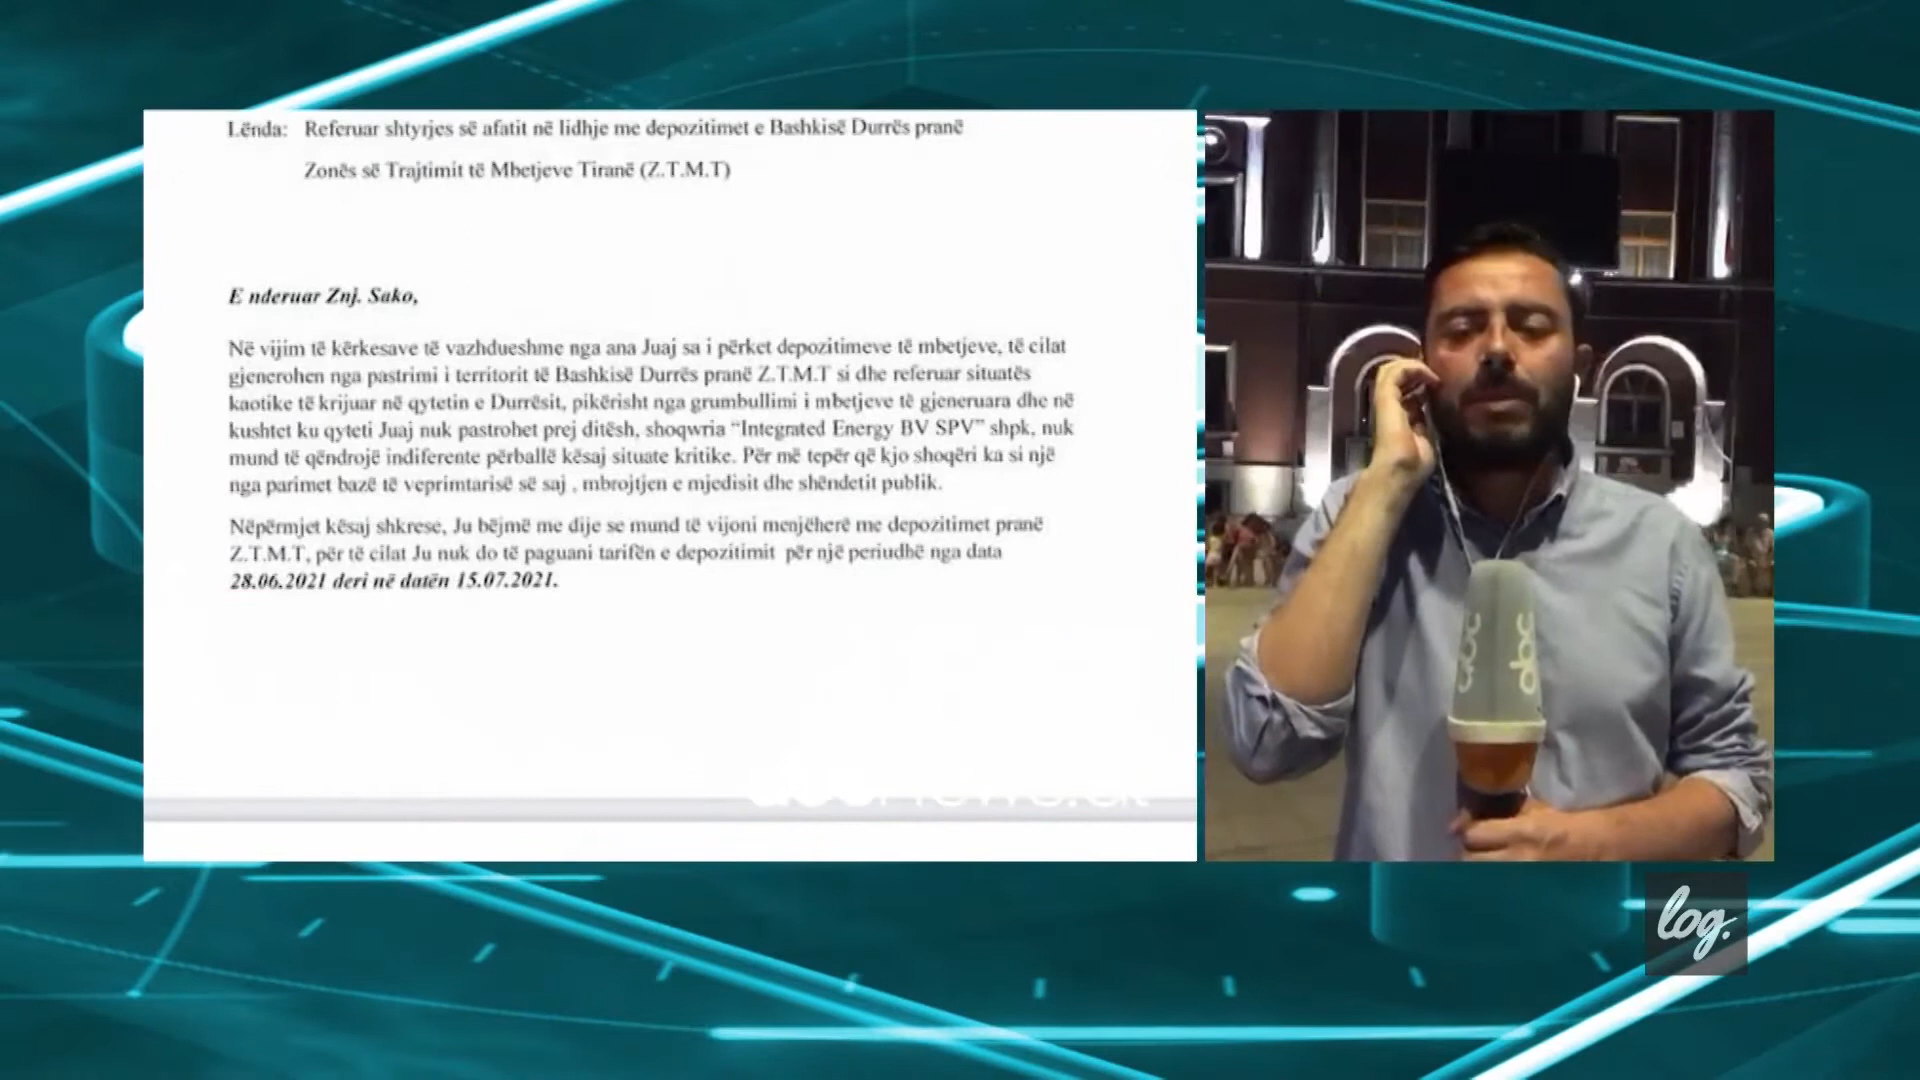 Lënda: Referuar shtyrjes së afatit në lidhje me depozitimet e Bashkisë Durrës pranë
Zonës së Trajtimit të Mbetjeve Tiranë (Z.T.M.T)
E nderuar Znj. Sako,
Në vijim të kërkesave të vazhdueshme nga ana Juaj sa i përket depozitimeve të mbetjeve, të cilat
gjenerohen nga pastrimi i territorit të Bashkisë Durrës pranë Z.T.M.T si dhe referuar situatës
kaotike të krijuar në qytetin e Durrësit, pikërisht nga grumbullimi i mbetjeve të gjeneruara dhe në
kushtet ku qyteti Juaj nuk pastrohet prej ditësh, shoqwria “Integrated Energy BV SPV” shpk, nuk
mund të qëndrojë indiferente përballë kësaj situate kritike. Për më tepër që kjo shoqëri ka si një
nga parimet bazë të veprimtarisë së saj , mbrojtjen e mjedisit dhe shëndetit publik.
Nëpërmjet kësaj shkrese, Ju bëjmë me dije se mund të vijoni menjëherë me depozitimet pranë
Z.T.M.T, për të cilat Ju nuk do të paguani tarifën e depozitimit për një periudhë nga data
28.06.2021 deri në datën 15.07.2021.
abc
abc
log.